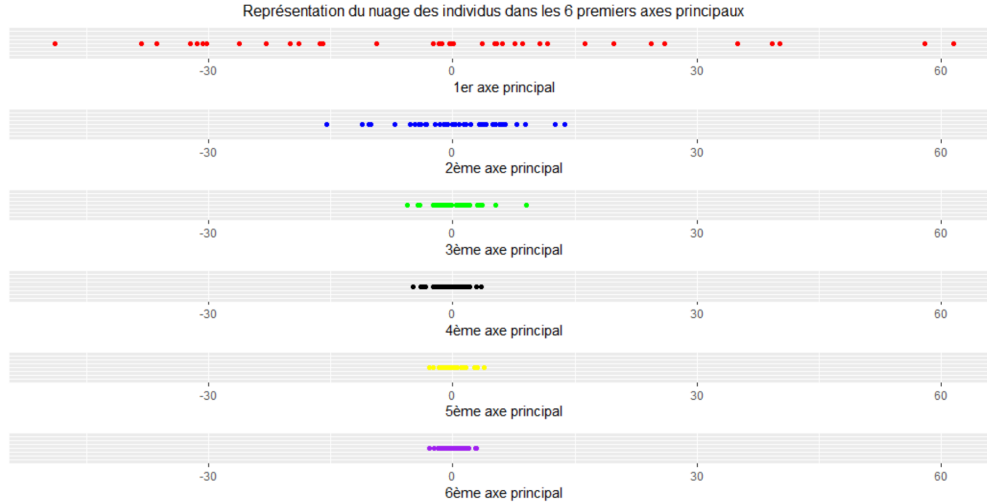 Représentation du nuage des individus dans les 6 premiers axes principaux
-30 0 30 60
1er axe principal
-30 0 30 60
2ème axe principal
-30 0 30 60
3ème axe principal
-30 0 30 60
4ème axe principal
-30 0 30 60
5ème axe principal
-30 0 30 60
6ème axe principal